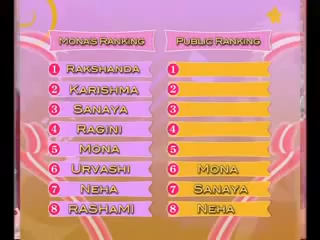 MONA'S RANKING
1 RAKSHANDA
2 KARISHMA
3 SANAYA
4 RAGINI
5 MONA
6 URVASHI
7 NEHA
8 RASHAMI
PUBLIC RANKING
1
2
3
4
5
6 MONA
7 SANAYA
8 NEHA